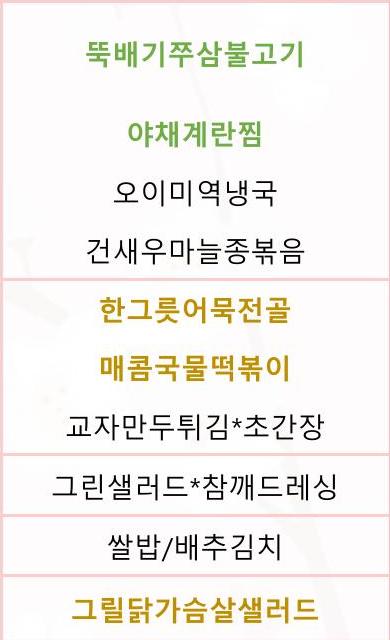 뚝배기쭈삼불고기
야채계란찜
오이미역냉국
건새우마늘종볶음
한그릇어묵전골
매콤국물떡볶이
교자만두튀김*초간장
그린샐러드*참깨드레싱
쌀밥/배추김치
그릴닭가슴살샐러드